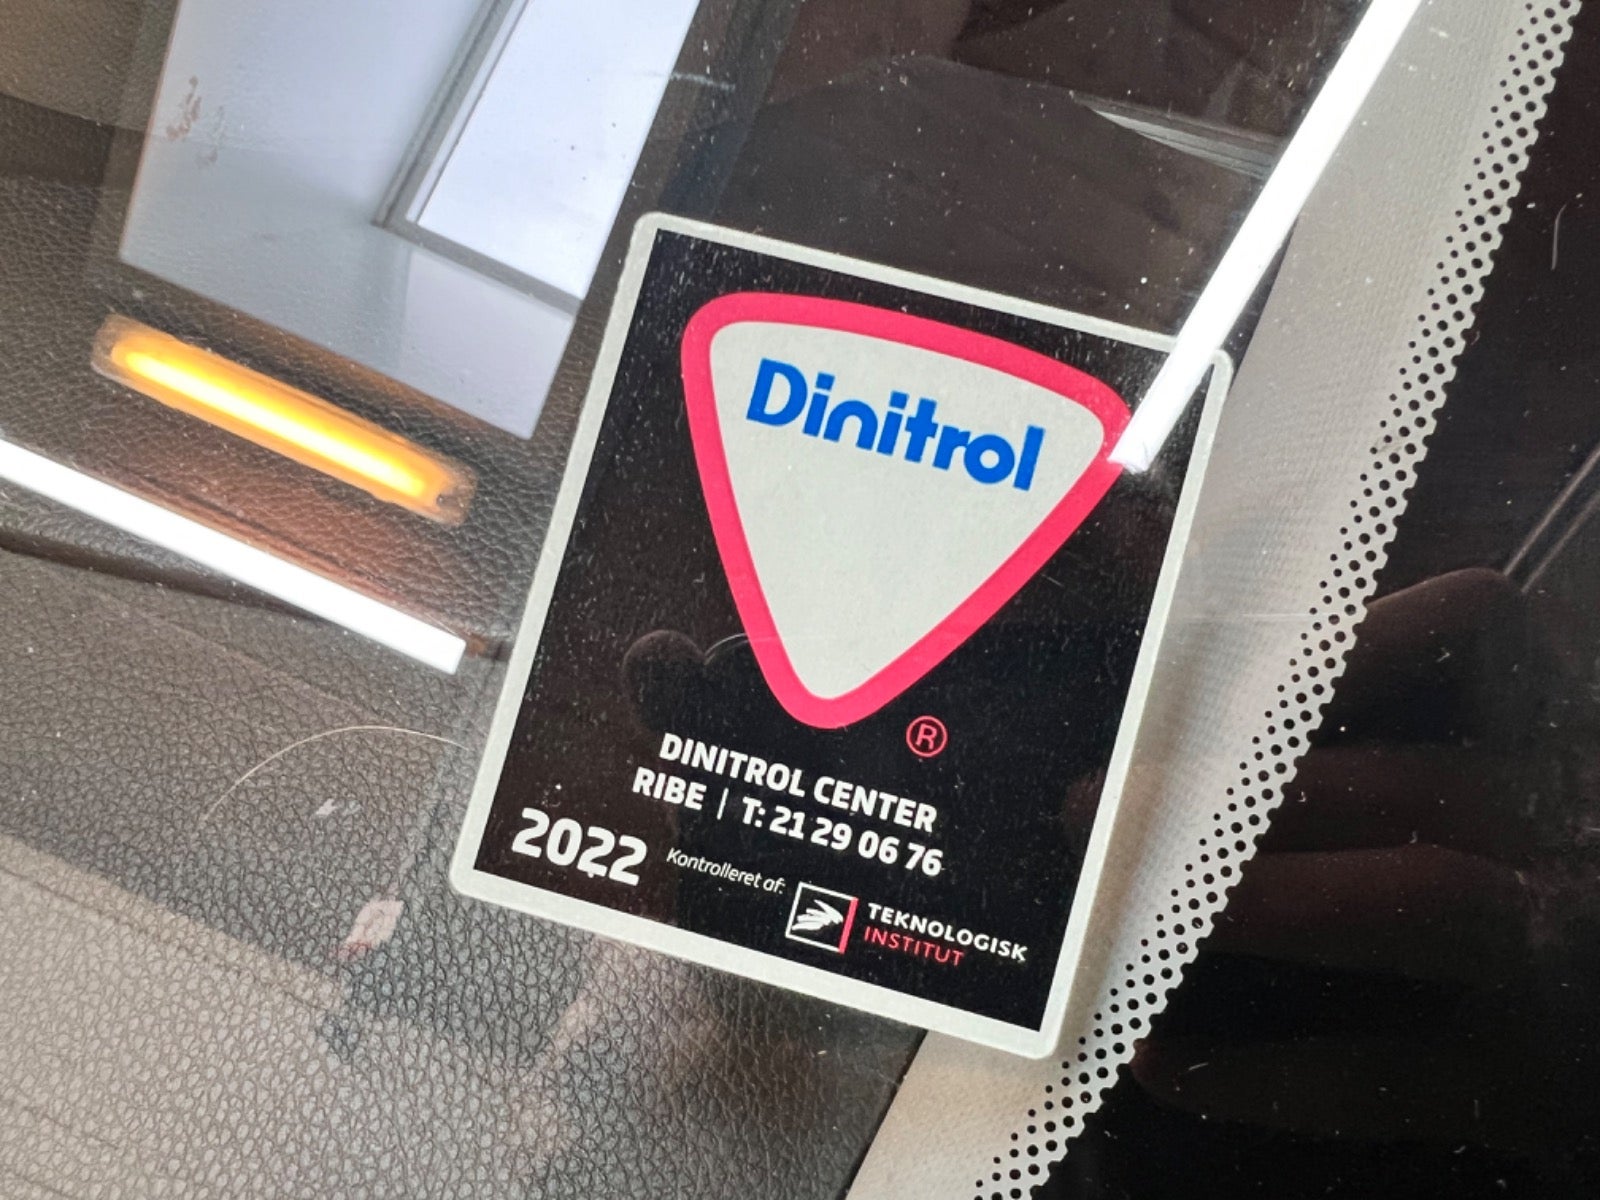 Dinitrol
®
DINITROL CENTER
RIBE | T: 21 29 06 76
2022 Kontrolleret af:
TEKNOLOGISK
INSTITUT